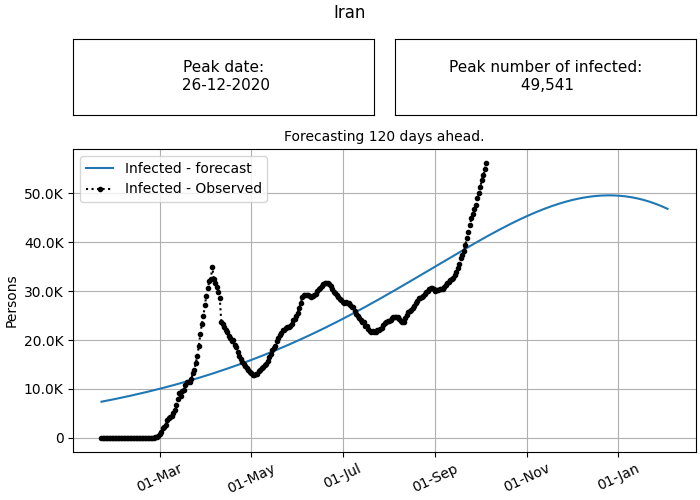 Iran
Peak date:
26-12-2020
Peak number of infected:
49,541
Forecasting 120 days ahead.
Infected - forecast
Infected - Observed
50.0K
40.0K
30.0K
20.0K
10.0K
0
Persons
01-Mar
01-May
01-Jul
01-Sep
01-Nov
01-Jan